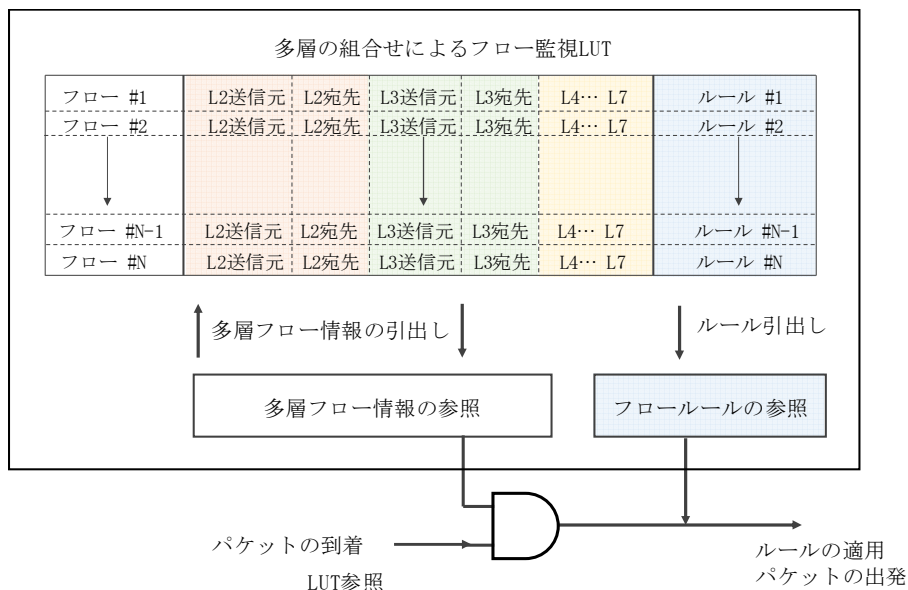 多層の組合せによるフロー監視LUT
フロー #1 L2送信元 L2宛先 L3送信元 L3宛先 L4… L7 ルール #1
フロー #2 L2送信元 L2宛先 L3送信元 L3宛先 L4… L7 ルール #2
フロー #N-1 L2送信元 L2宛先 L3送信元 L3宛先 L4… L7 ルール #N-1
フロー #N L2送信元 L2宛先 L3送信元 L3宛先 L4… L7 ルール #N
多層フロー情報の引出し ルール引出し
多層フロー情報の参照 フロールールの参照
パケットの到着
LUT参照
ルールの適用
パケットの出発